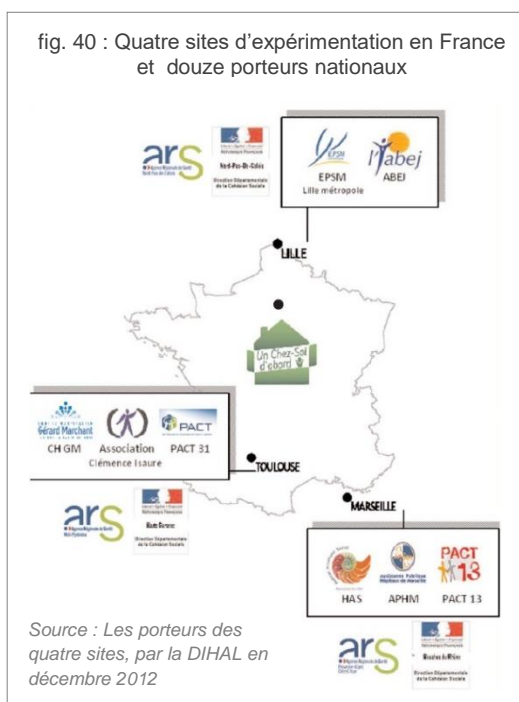 fig. 40 : Quatre sites d'expérimentation en France
et douze porteurs nationaux
ars
Nord-Pas-De-Calais
Direction Départementale
de la Cohésion Sociale
EPSM
Lille métropole
l'abej
ABEJ
LILLE
Un Chez-Soi
d'abord
Gérard Marchant
CH GM
Association
Clémence Isaure
PACT
PACT 31
TOULOUSE
ars
Direction Départementale
de la Cohésion Sociale
MARSEILLE
HAS
APHM
PACT
13
PACT 13
Source : Les porteurs des
quatre sites, par la DIHAL en
décembre 2012
ars
Direction Départementale
de la Cohésion Sociale